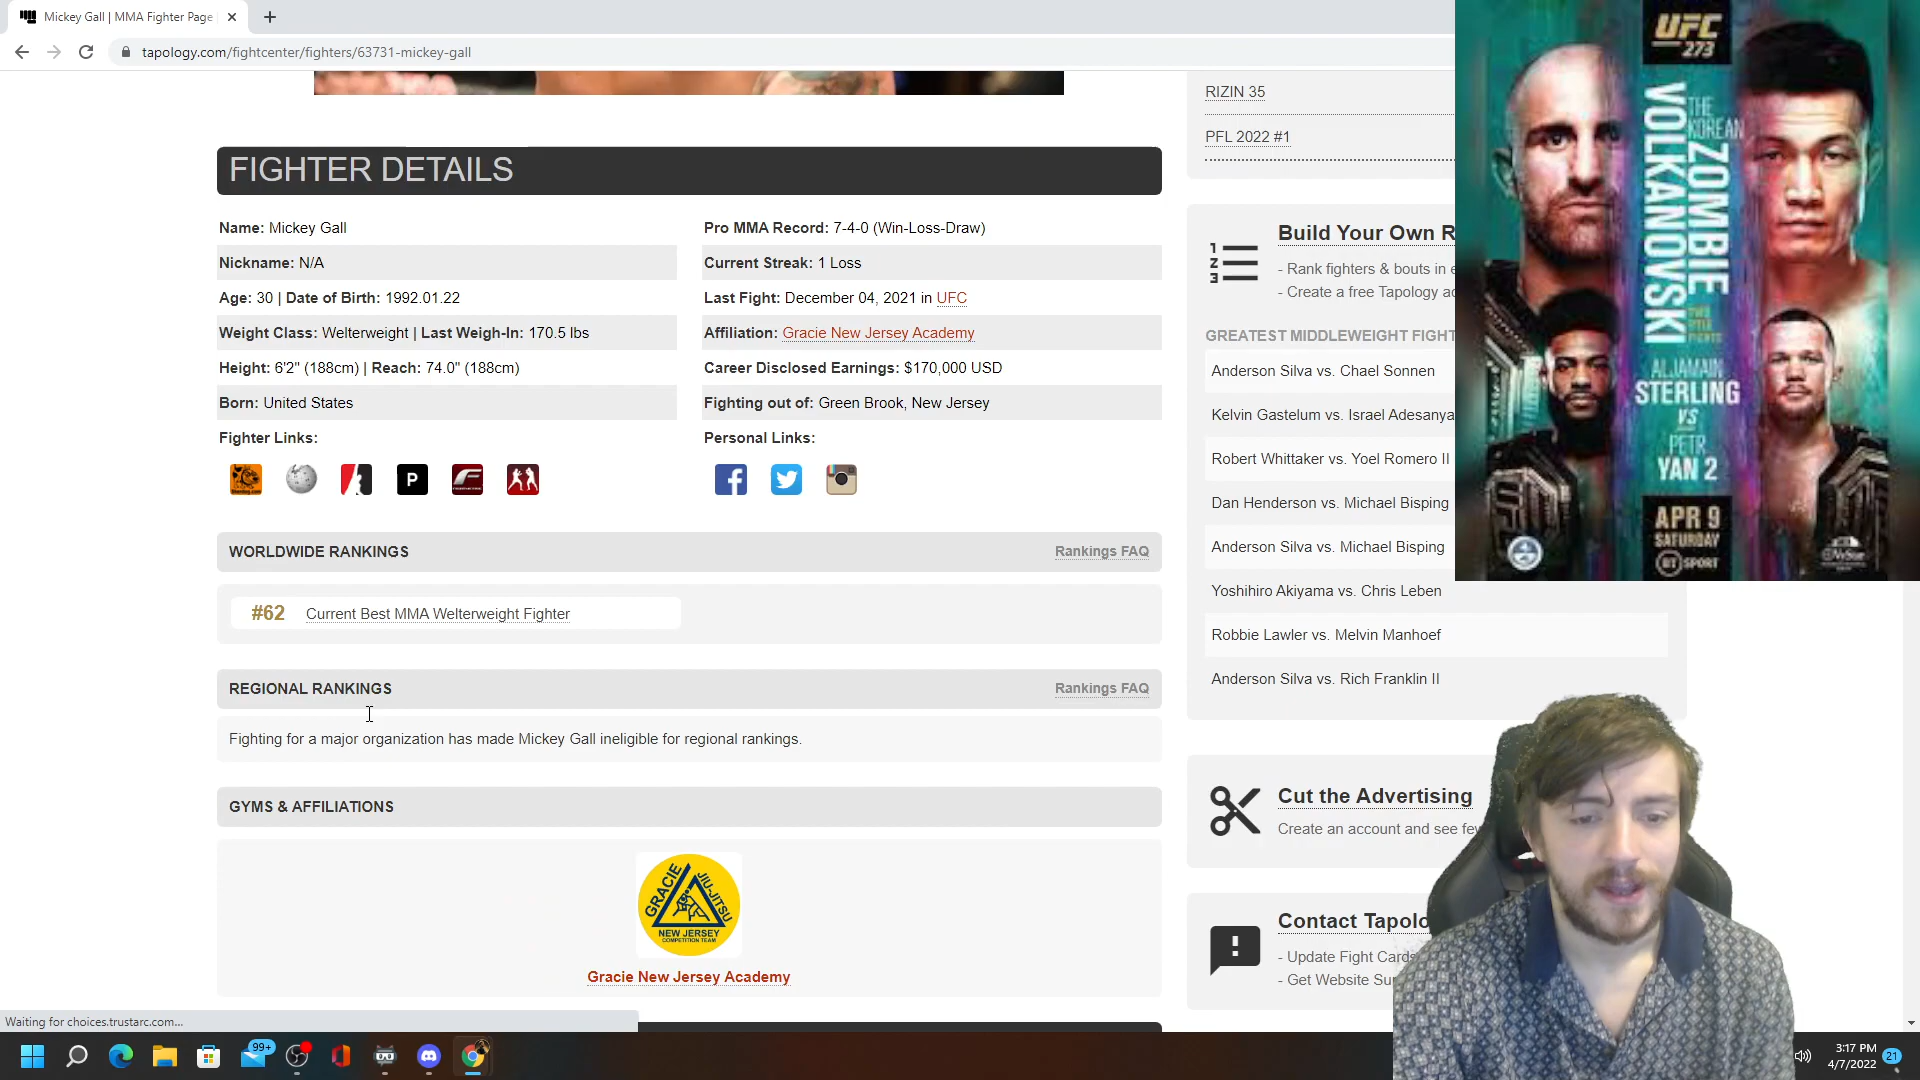 Mickey Gall | MMA Fighter Page
tapology.com/fightcenter/fighters/63731-mickey-gall
FIGHTER DETAILS
Name: Mickey Gall
Nickname: N/A
Age: 30 | Date of Birth: 1992.01.22
Weight Class: Welterweight | Last Weigh-In: 170.5 lbs
Height: 6'2" (188cm) | Reach: 74.0" (188cm)
Born: United States
Fighter Links:
P
Pro MMA Record: 7-4-0 (Win-Loss-Draw)
Current Streak: 1 Loss
Last Fight: December 04, 2021 in UFC
Affiliation: Gracie New Jersey Academy
Career Disclosed Earnings: $170,000 USD
Fighting out of: Green Brook, New Jersey
Personal Links:
WORLDWIDE RANKINGS
Rankings FAQ
#62 Current Best MMA Welterweight Fighter
REGIONAL RANKINGS
Rankings FAQ
Fighting for a major organization has made Mickey Gall ineligible for regional rankings.
GYMS & AFFILIATIONS
GRACIE JIU-JITSU
NEW JERSEY
COMPETITION TEAM
Gracie New Jersey Academy
RIZIN 35
PFL 2022 #1
Build Your Own R
- Rank fighters & bouts in e
- Create a free Tapology ac
GREATEST MIDDLEWEIGHT FIGHT
Anderson Silva vs. Chael Sonnen
Kelvin Gastelum vs. Israel Adesanya
Robert Whittaker vs. Yoel Romero II
Dan Henderson vs. Michael Bisping
Anderson Silva vs. Michael Bisping
Yoshihiro Akiyama vs. Chris Leben
Robbie Lawler vs. Melvin Manhoef
Anderson Silva vs. Rich Franklin II
Cut the Advertising
Create an account and see few
Contact Tapolo
- Update Fight Cards
- Get Website Su
UFC
273
VOLKANOVSKI
THE KOREAN
ZOMBIE
ALJAMAIN
STERLING
VS
PETR
YAN 2
APR 9
SATURDAY
BT SPORT
Waiting for choices.trustarc.com...
99+
3:17 PM
4/7/2022
21